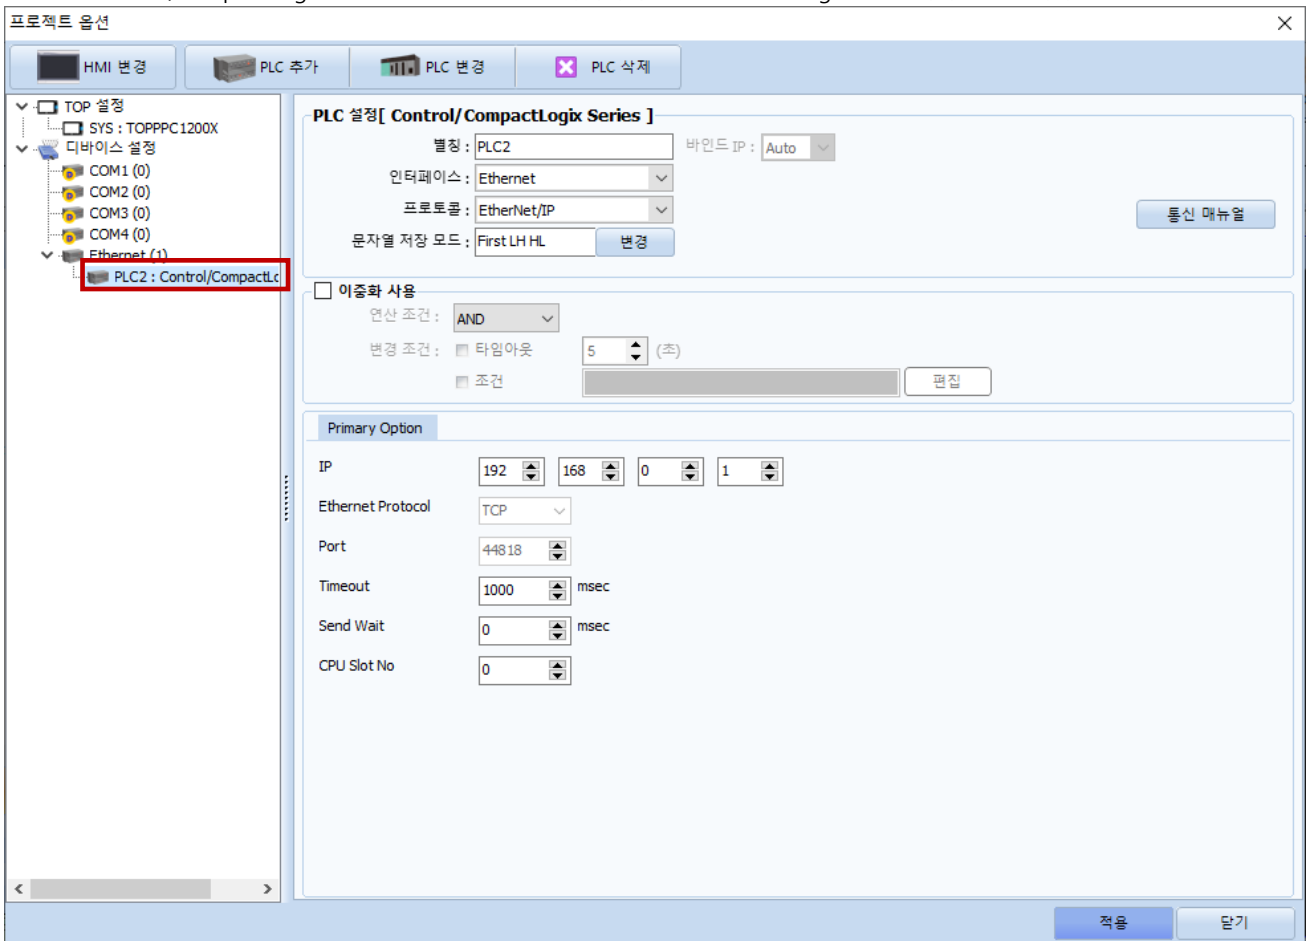 프로젝트 옵션
HMI 변경
PLC 추가
PLC 변경
PLC 삭제
TOP 설정
SYS : TOPPPC1200X
디바이스 설정
COM1 (0)
COM2 (0)
COM3 (0)
COM4 (0)
Ethernet (1)
PLC2 : Control/CompactLc
PLC 설정[ Control/CompactLogix Series ]
별칭 : PLC2 바인드 IP : Auto
인터페이스 : Ethernet
프로토콜 : EtherNet/IP
통신 매뉴얼
문자열 저장 모드 : First LH HL 변경
이중화 사용
연산 조건 : AND
변경 조건 : 타임아웃 5 (초)
조건 편집
Primary Option
IP 192 168 0 1
Ethernet Protocol TCP
Port 44818
Timeout 1000 msec
Send Wait 0 msec
CPU Slot No 0
적용 닫기